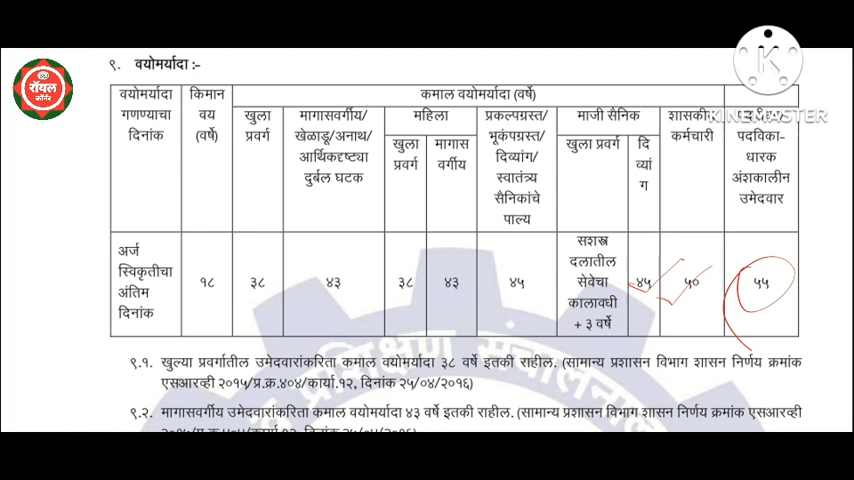 ९. वयोमर्यादा :-
रॉयल
कॉर्नर
KINEMASTER
वयोमर्यादा गणण्याचा दिनांक
किमान वय (वर्षे)
कमाल वयोमर्यादा (वर्षे)
खुला प्रवर्ग
मागासवर्गीय/ खेळाडू/अनाथ/ आर्थिकदृष्ट्या दुर्बल घटक
महिला
खुला प्रवर्ग
मागास वर्गीय
प्रकल्पग्रस्त/ भूकंपग्रस्त/ दिव्यांग/ स्वातंत्र्य सैनिकांचे पाल्य
माजी सैनिक
खुला प्रवर्ग
दिव्यांग
शासकीय कर्मचारी
पदविका-धारक अंशकालीन उमेदवार
अर्ज स्विकृतीचा अंतिम दिनांक
१८
३८
४३
३८
४३
४५
सशस्त्र दलातील सेवेचा कालावधी + ३ वर्षे
४५
५०
५५
९.१. खुल्या प्रवर्गातील उमेदवारांकरिता कमाल वयोमर्यादा ३८ वर्षे इतकी राहील. (सामान्य प्रशासन विभाग शासन निर्णय क्रमांक
एसआरव्ही २०१५/प्र.क्र.४०४/कार्या.१२, दिनांक २५/०४/२०१६)
९.२. मागासवर्गीय उमेदवारांकरिता कमाल वयोमर्यादा ४३ वर्षे इतकी राहील. (सामान्य प्रशासन विभाग शासन निर्णय क्रमांक एसआरव्ही